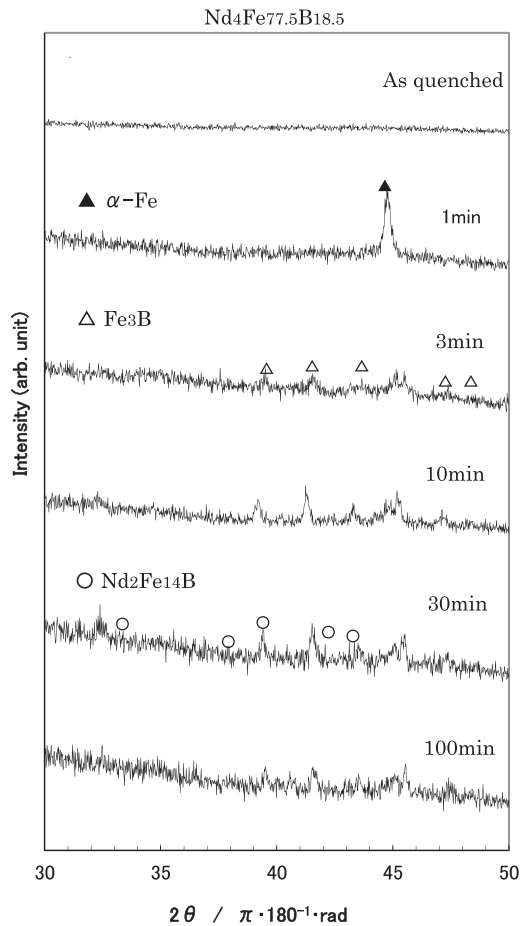 Nd4Fe77.5B18.5
As quenched
▲ α-Fe
1min
△ Fe3B
3min
10min
○ Nd2Fe14B
30min
100min
Intensity (arb. unit)
30 35 40 45 50
2θ / π·180⁻¹·rad